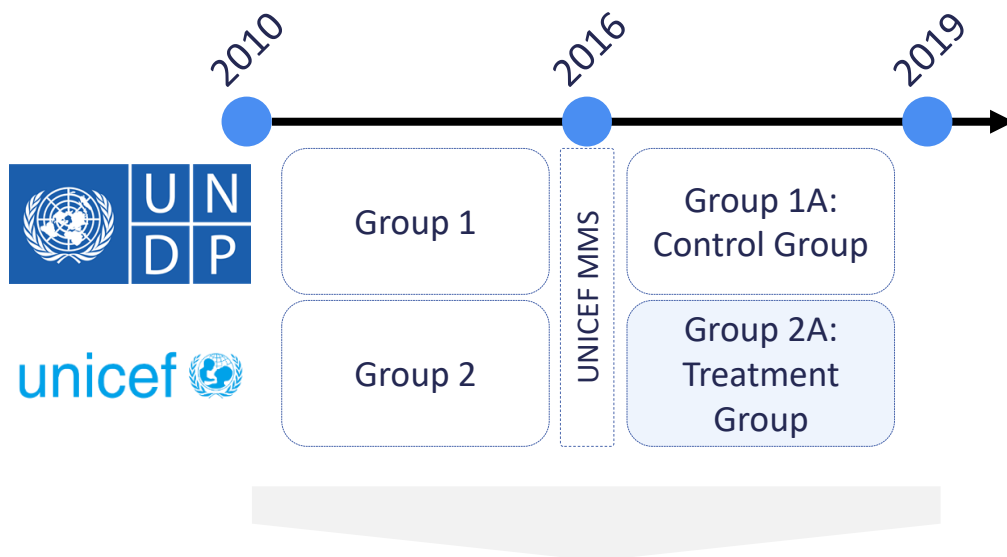 2010
2016
2019
U N
D P
Group 1
UNICEF MMS
Group 1A:
Control Group
unicef
Group 2
Group 2A:
Treatment
Group